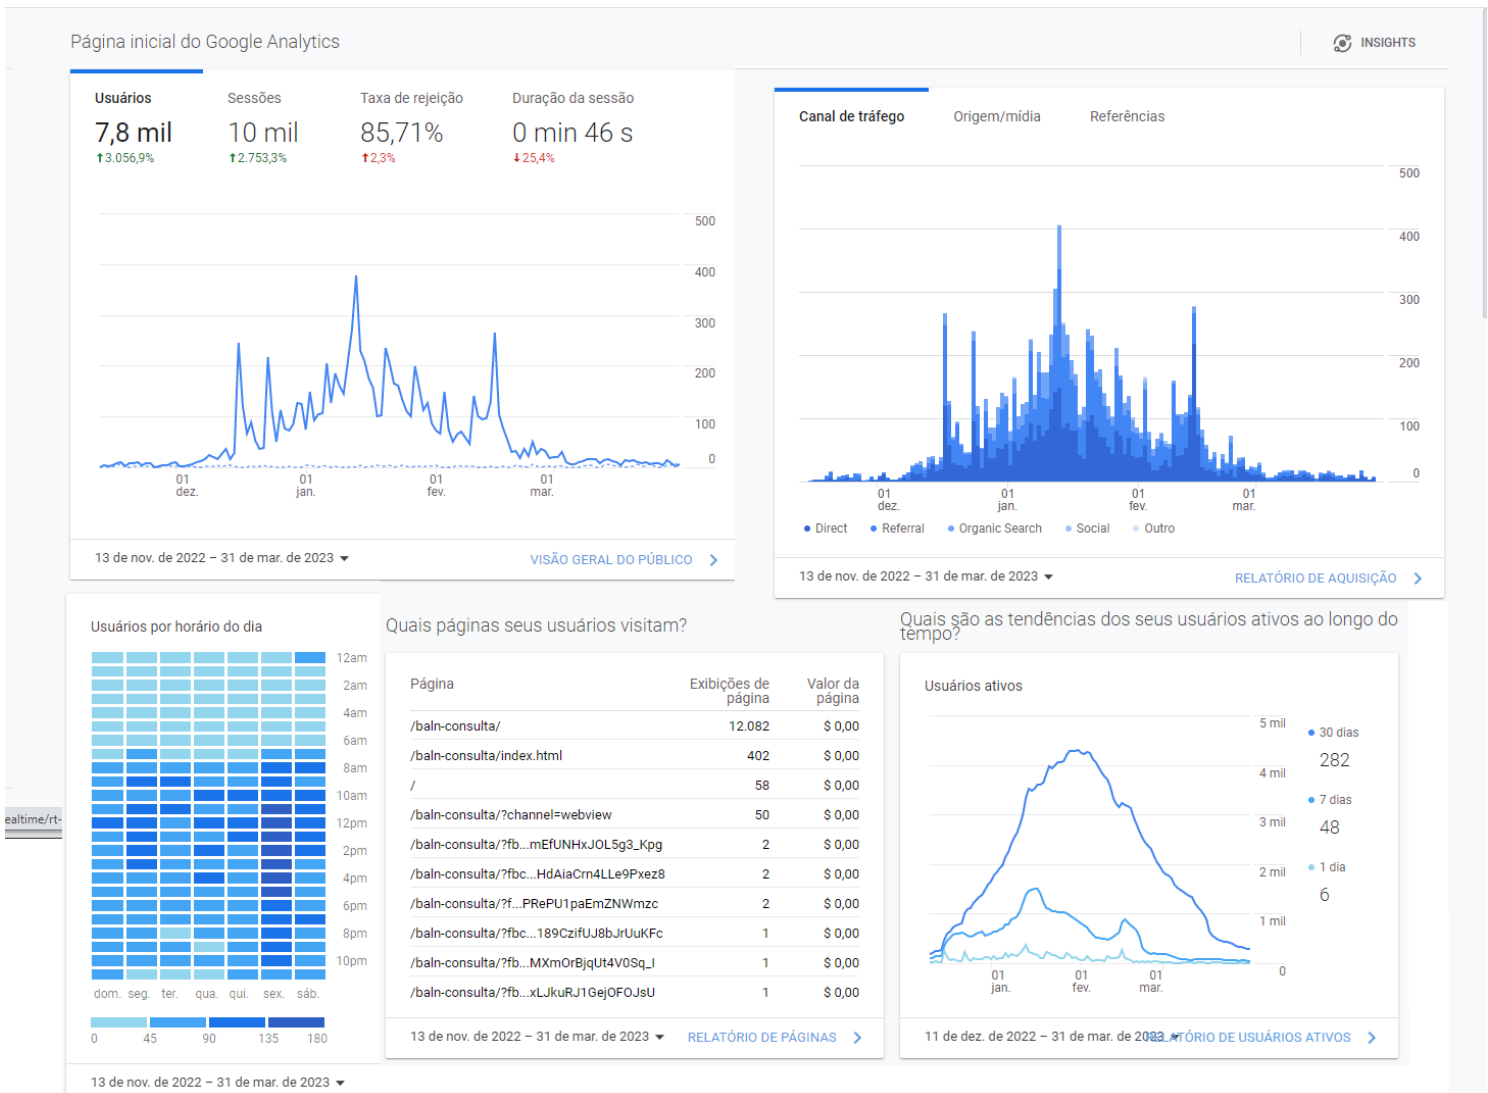 Página inicial do Google Analytics
INSIGHTS
Usuários Sessões Taxa de rejeição Duração da sessão
7,8 mil 10 mil 85,71% 0 min 46 s
↑3.056,9% ↑2.753,3% ↑2,3% ↓25,4%
500
400
300
200
100
0
01 01 01 01
dez. jan. fev. mar.
13 de nov. de 2022 – 31 de mar. de 2023 VISÃO GERAL DO PÚBLICO
Canal de tráfego Origem/mídia Referências
500
400
300
200
100
0
01 01 01 01
dez. jan. fev. mar.
Direct Referral Organic Search Social Outro
13 de nov. de 2022 – 31 de mar. de 2023 RELATÓRIO DE AQUISIÇÃO
ealtime/rt-
Usuários por horário do dia
12am
2am
4am
6am
8am
10am
12pm
2pm
4pm
6pm
8pm
10pm
dom. seg. ter. qua. qui. sex. sáb.
0 45 90 135 180
13 de nov. de 2022 – 31 de mar. de 2023
Quais páginas seus usuários visitam?
Página Exibições de Valor da
página página
/baln-consulta/ 12.082 $ 0,00
/baln-consulta/index.html 402 $ 0,00
/ 58 $ 0,00
/baln-consulta/?channel=webview 50 $ 0,00
/baln-consulta/?fb...mEfUNHxJOL5g3_Kpg 2 $ 0,00
/baln-consulta/?fbc...HdAiaCrn4LLe9Pxez8 2 $ 0,00
/baln-consulta/?f...PRePU1paEmZNWmzc 2 $ 0,00
/baln-consulta/?fbc...189CzifUJ8bJrUuKFc 1 $ 0,00
/baln-consulta/?fb...MXmOrBjqUt4V0Sq_I 1 $ 0,00
/baln-consulta/?fb...xLJkuRJ1GejOFOJsU 1 $ 0,00
13 de nov. de 2022 – 31 de mar. de 2023 RELATÓRIO DE PÁGINAS
Quais são as tendências dos seus usuários ativos ao longo do
tempo?
Usuários ativos
5 mil
4 mil
3 mil
2 mil
1 mil
0
01 01 01
jan. fev. mar.
30 dias
282
7 dias
48
1 dia
6
11 de dez. de 2022 – 31 de mar. de 2023 RELATÓRIO DE USUÁRIOS ATIVOS